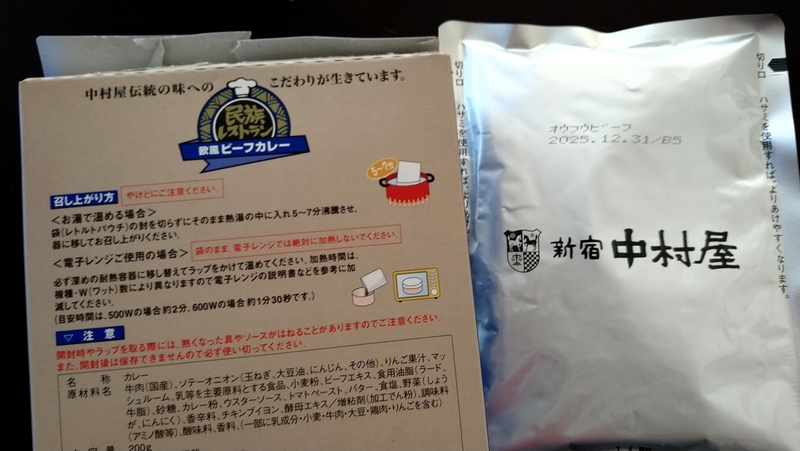 中村屋伝統の味への こだわりが生きています。
民族
レストラン
欧風ビーフカレー
召し上がり方 やけどにご注意ください。
5〜7分
<お湯で温める場合>
袋(レトルトパウチ)の封を切らずにそのまま熱湯の中に入れ5〜7分沸騰させ、
器に移してお召し上がりください。
<電子レンジご使用の場合> 袋のまま、電子レンジでは絶対に加熱しないでください。
必ず深めの耐熱容器に移し替えてラップをかけて温めてください。加熱時間は、
機種・W(ワット)数により異なりますので電子レンジの説明書などを参考に加
減してください。
(目安時間は、500Wの場合約2分、600Wの場合約1分30秒です。)
▽ 注意
開封時やラップを取る際には、熱くなった具やソースがはねることがありますのでご注意ください。
また、開封後は保存できませんので必ず使い切ってください。
名称 カレー
原材料名 牛肉(国産)、ソテーオニオン(玉ねぎ、大豆油、にんじん、その他)、りんご果汁、マッ
シュルーム、乳等を主要原料とする食品、小麦粉、ビーフエキス、食用油脂(ラード、
牛脂)、砂糖、カレー粉、ウスターソース、トマトペースト、バター、食塩、野菜(しょう
が、にんにく)、香辛料、チキンブイヨン、酵母エキス/増粘剤(加工でん粉)、調味料
(アミノ酸等)、酸味料、香料、(一部に乳成分・小麦・牛肉・大豆・鶏肉・りんごを含む)
200g
切り口
オウフウビーフ
2025.12.31/B5
新宿 中村屋
切り口
ハサミを使用すれば、よりあけやすくなります。